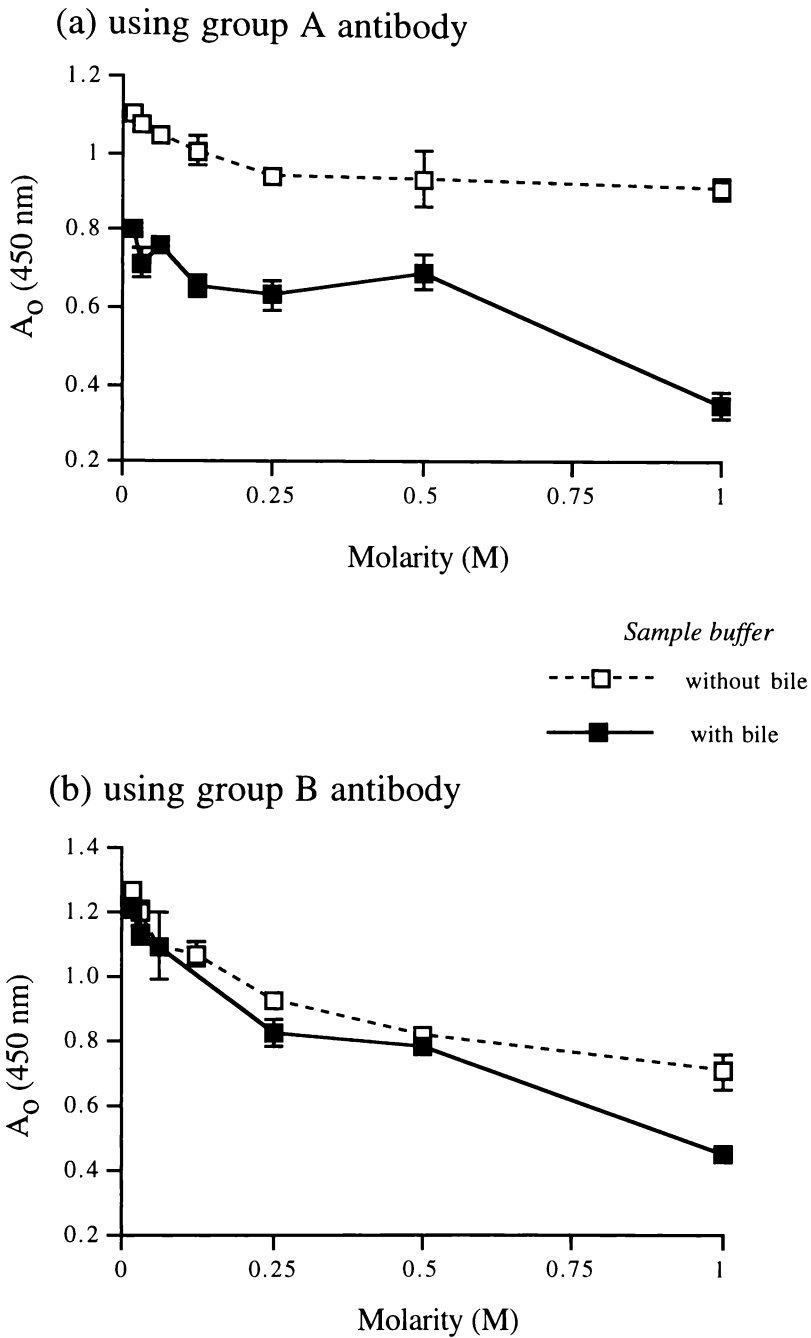 (a) using group A antibody
1.2
1
0.8
0.6
0.4
0.2
A0 (450 nm)
0 0.25 0.5 0.75 1
Molarity (M)
Sample buffer
without bile
with bile
(b) using group B antibody
1.4
1.2
1.0
0.8
0.6
0.4
0.2
A0 (450 nm)
0 0.25 0.5 0.75 1
Molarity (M)